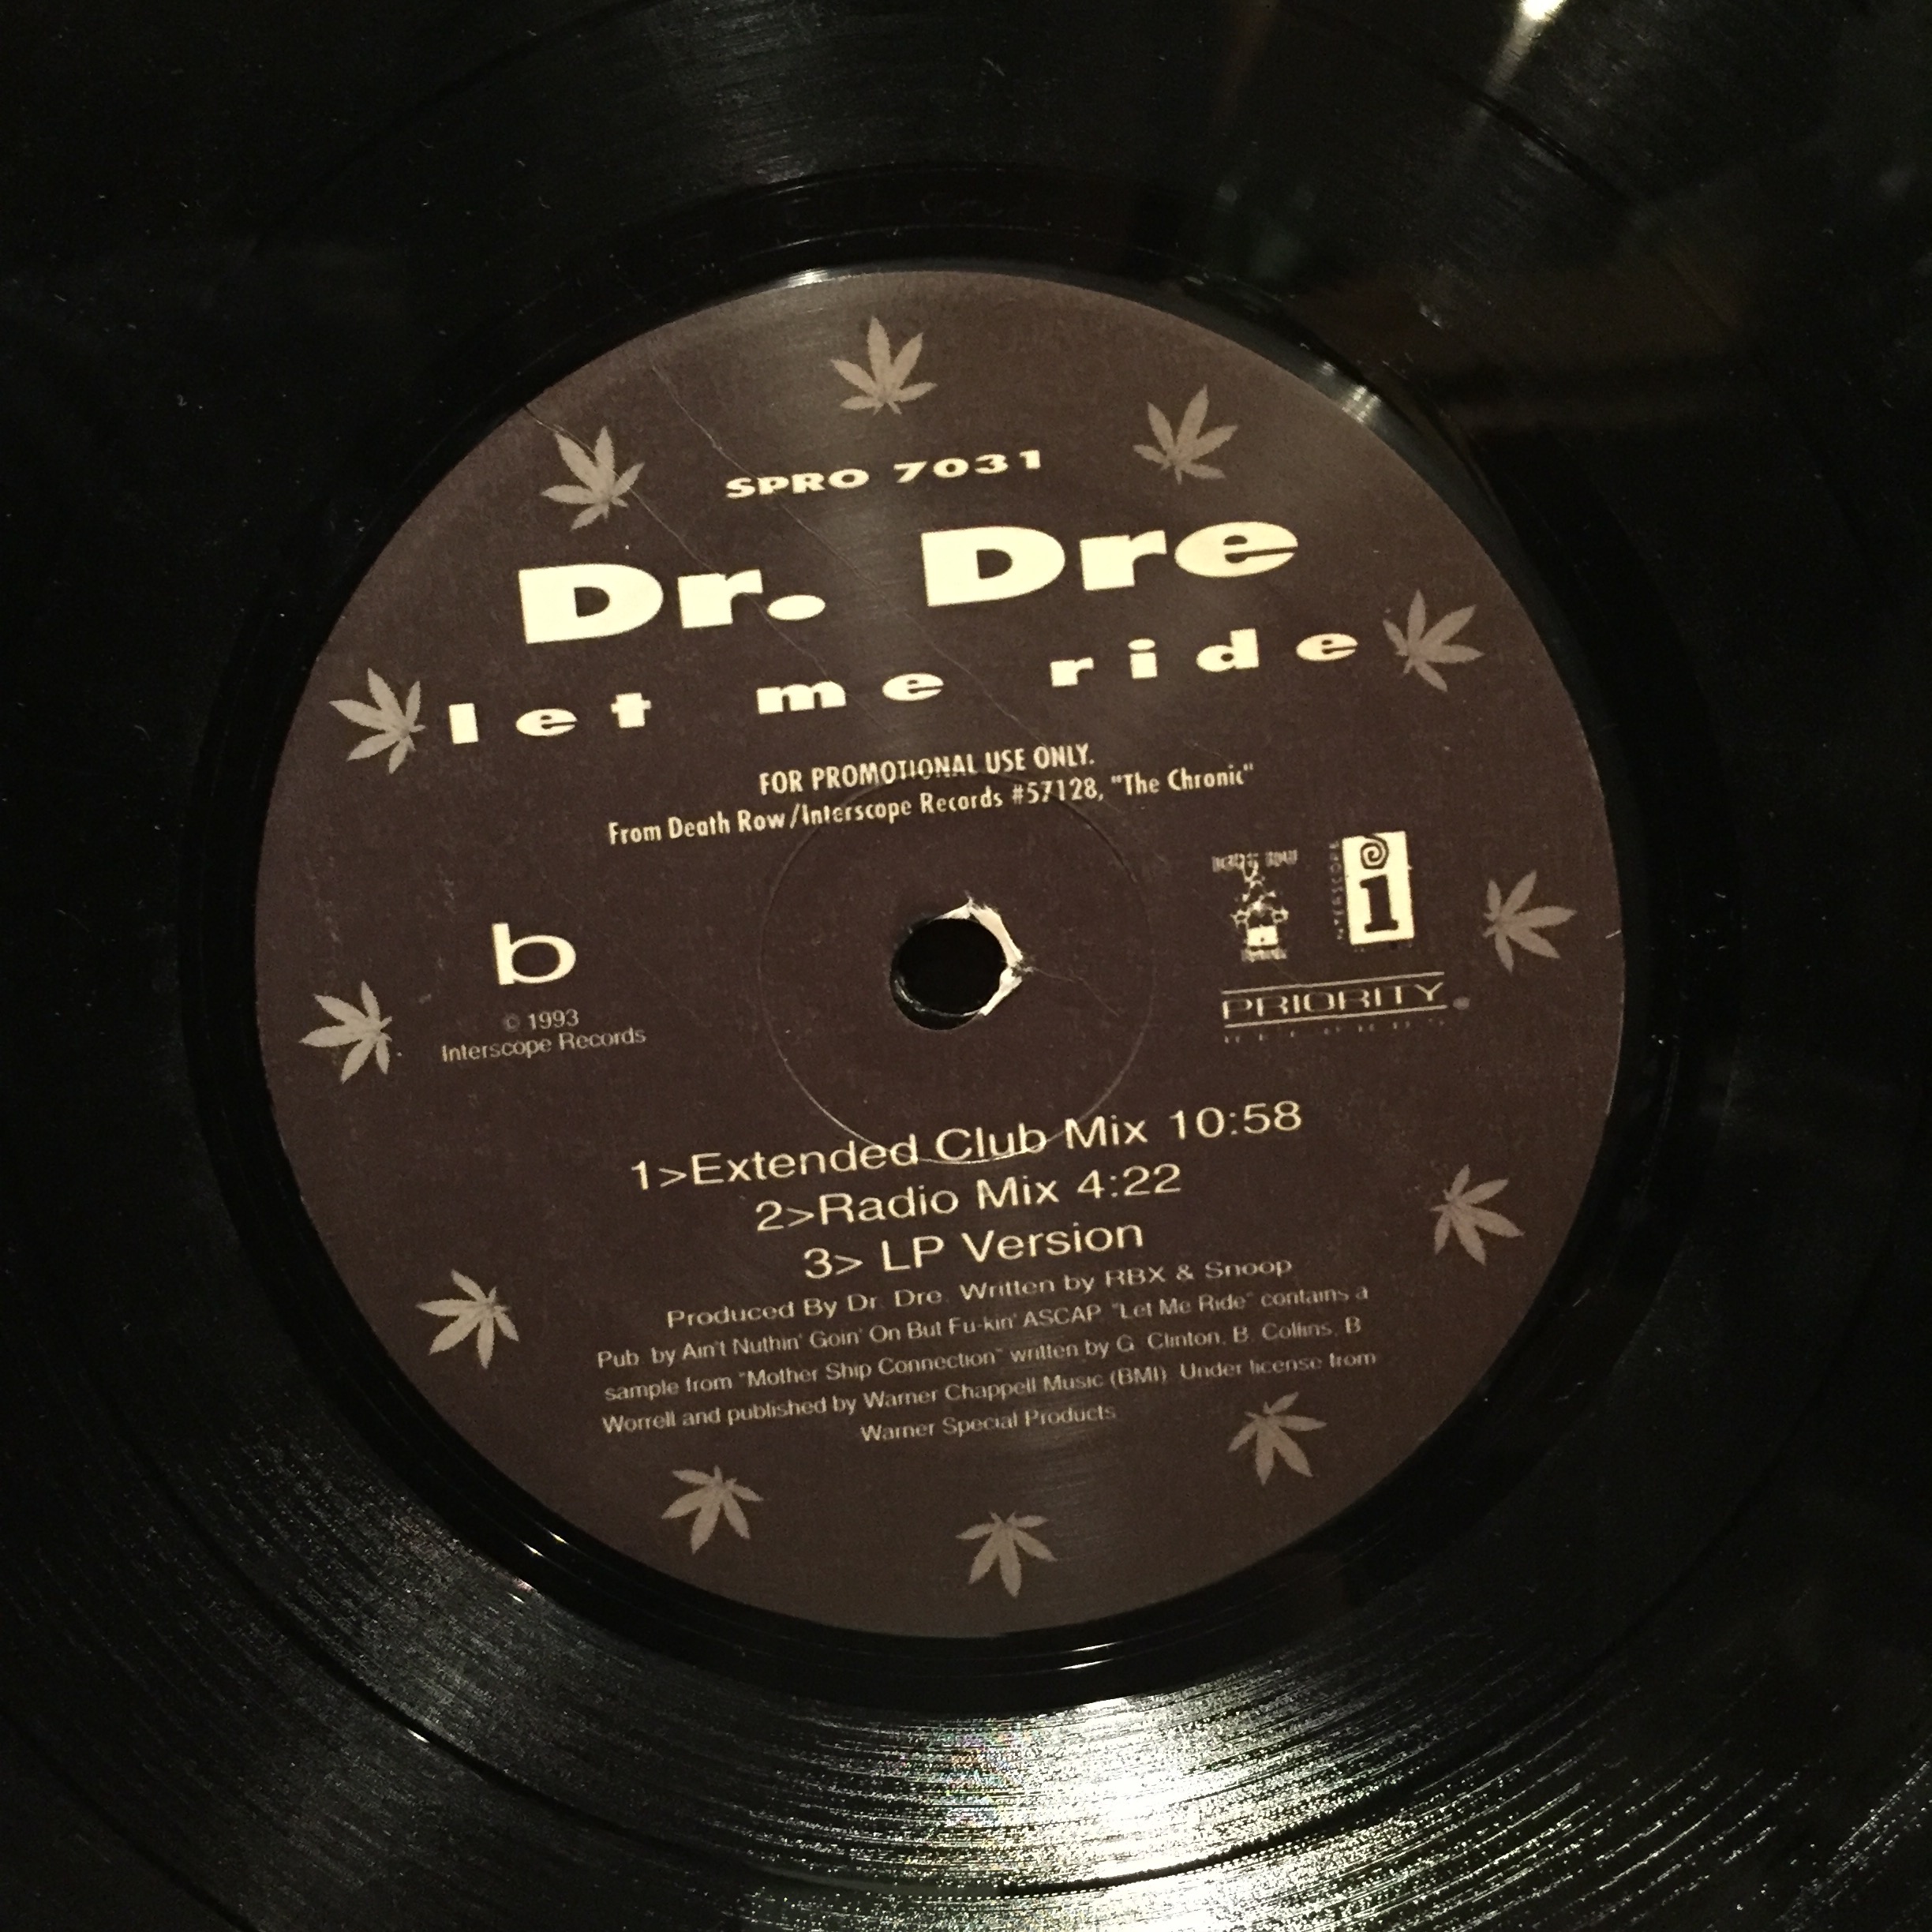 SPRO 7031
Dr. Dre
let me ride
FOR PROMOTIONAL USE ONLY.
From Death Row/Interscope Records #57128, "The Chronic"
DEATH ROW
INTERSCOPE
i
b
© 1993
Interscope Records
PRIORITY
RECORDS
1>Extended Club Mix 10:58
2>Radio Mix 4:22
3> LP Version
Produced By Dr. Dre. Written by RBX & Snoop
Pub. by Ain't Nuthin' Goin' On But Fu-kin' ASCAP. "Let Me Ride" contains a
sample from "Mother Ship Connection" written by G. Clinton, B. Collins, B.
Worrell and published by Warner Chappell Music (BMI). Under license from
Warner Special Products